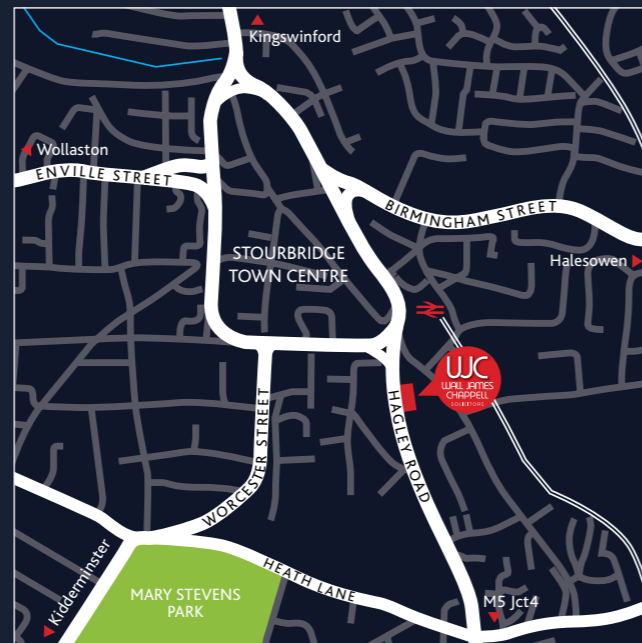 Kingswinford
Wollaston
ENVILLE STREET
BIRMINGHAM STREET
STOURBRIDGE
TOWN CENTRE
Halesowen
WJC
WALL JAMES
CHAPPELL
SOLICITORS
HAGLEY ROAD
WORCESTER STREET
HEATH LANE
Kidderminster
MARY STEVENS
PARK
M5 Jct4